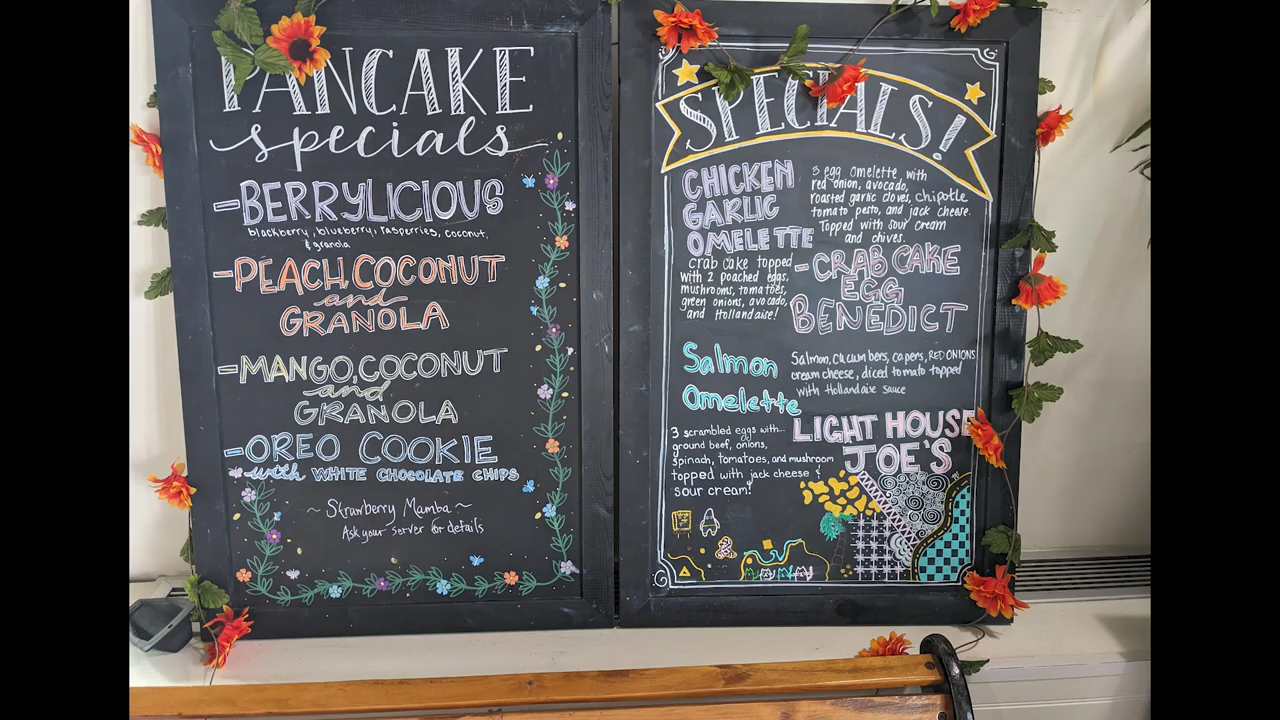 PANCAKE
specials
-BERRYLICIOUS
blackberry, blueberry, rasperries, coconut,
& granola
-PEACH, COCONUT
and
GRANOLA
-MANGO, COCONUT
and
GRANOLA
-OREO COOKIE
with WHITE CHOCOLATE CHIPS
~ Strawberry Mamba ~
Ask your server for details
SPECIALS!
CHICKEN
GARLIC
OMELETTE
3 egg omelette, with
red onion, avocado,
roasted garlic cloves, chipotle
tomato pesto, and jack cheese.
Topped with sour cream
and chives.
-CRAB CAKE
EGG
BENEDICT
crab cake topped
with 2 poached eggs,
mushrooms, tomatoes,
green onions, avocado,
and Hollandaise!
Salmon
Omelette
Salmon, cucumbers, capers, RED ONIONS
cream cheese, diced tomato topped
with Hollandaise sauce
LIGHT HOUSE
JOE'S
3 scrambled eggs with...
ground beef, onions,
spinach, tomatoes, and mushroom
topped with jack cheese &
sour cream!